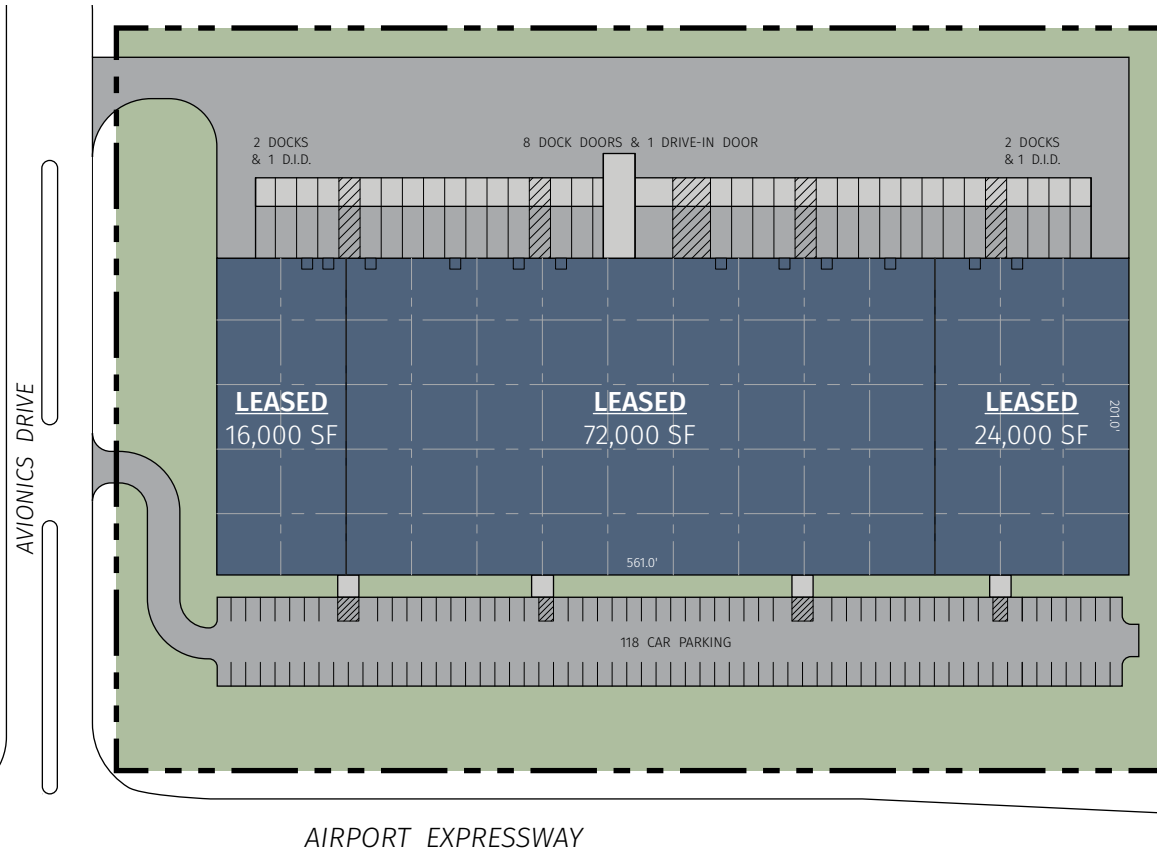 2 DOCKS
& 1 D.I.D.
8 DOCK DOORS & 1 DRIVE-IN DOOR
2 DOCKS
& 1 D.I.D.
AVIONICS DRIVE
LEASED
16,000 SF
LEASED
72,000 SF
LEASED
24,000 SF
201.0'
561.0'
118 CAR PARKING
AIRPORT EXPRESSWAY